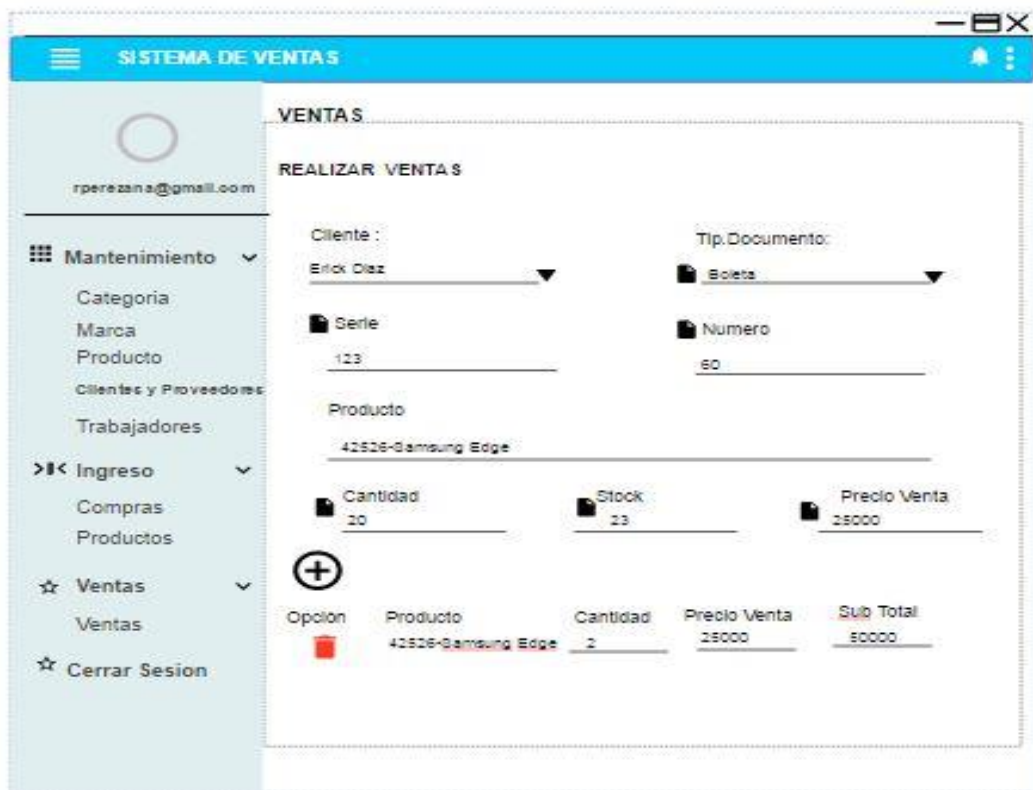 SISTEMA DE VENTAS
rperezana@gmail.com
Mantenimiento
Categoria
Marca
Producto
Clientes y Proveedores
Trabajadores
Ingreso
Compras
Productos
Ventas
Ventas
Cerrar Sesion
VENTAS
REALIZAR VENTAS
Cliente :
Erick Diaz
Tip.Documento:
Boleta
Serie
123
Numero
60
Producto
42526-Samsung Edge
Cantidad
20
Stock
23
Precio Venta
25000
Opcion Producto Cantidad Precio Venta Sub Total
42526-Samsung Edge 2 25000 50000